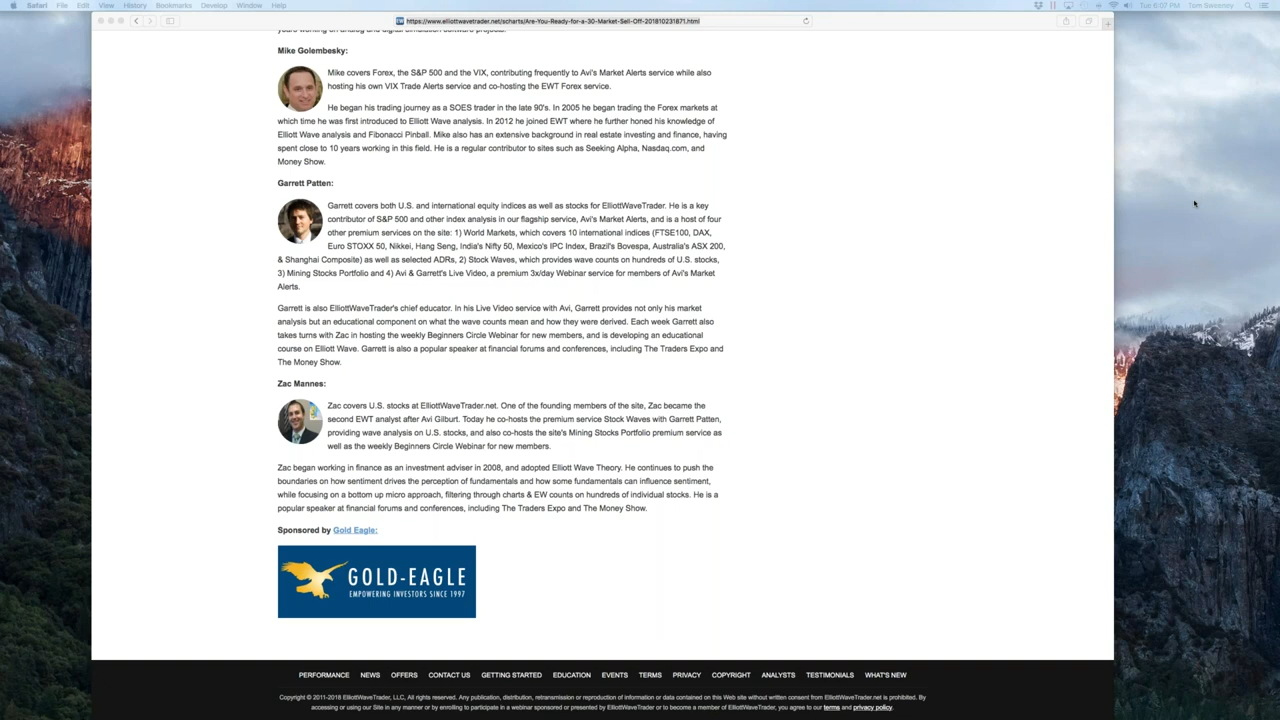 Safari File Edit View History Bookmarks Develop Window Help
Tue 6:07 PM Tam Sweeney
https://www.elliottwavetrader.net/scharts/Are-You-Ready-for-a-30-Market-Sell-Off-201810231871.html
years working on analog and digital simulation software projects.
Mike Golembesky:
Mike covers Forex, the S&P 500 and the VIX, contributing frequently to Avi's Market Alerts service while also
hosting his own VIX Trade Alerts service and co-hosting the EWT Forex service.
He began his trading journey as a SOES trader in the late 90's. In 2005 he began trading the Forex markets at
which time he was first introduced to Elliott Wave analysis. In 2012 he joined EWT where he further honed his knowledge of
Elliott Wave analysis and Fibonacci Pinball. Mike also has an extensive background in real estate investing and finance, having
spent close to 10 years working in this field. He is a regular contributor to sites such as Seeking Alpha, Nasdaq.com, and
Money Show.
Garrett Patten:
Garrett covers both U.S. and international equity indices as well as stocks for ElliottWaveTrader. He is a key
contributor of S&P 500 and other index analysis in our flagship service, Avi's Market Alerts, and is a host of four
other premium services on the site: 1) World Markets, which covers 10 international indices (FTSE100, DAX,
Euro STOXX 50, Nikkei, Hang Seng, India's Nifty 50, Mexico's IPC Index, Brazil's Bovespa, Australia's ASX 200,
& Shanghai Composite) as well as selected ADRs, 2) Stock Waves, which provides wave counts on hundreds of U.S. stocks,
3) Mining Stocks Portfolio and 4) Avi & Garrett's Live Video, a premium 3x/day Webinar service for members of Avi's Market
Alerts.
Garrett is also ElliottWaveTrader's chief educator. In his Live Video service with Avi, Garrett provides not only his market
analysis but an educational component on what the wave counts mean and how they were derived. Each week Garrett also
takes turns with Zac in hosting the weekly Beginners Circle Webinar for new members, and is developing an educational
course on Elliott Wave. Garrett is also a popular speaker at financial forums and conferences, including The Traders Expo and
The Money Show.
Zac Mannes:
Zac covers U.S. stocks at ElliottWaveTrader.net. One of the founding members of the site, Zac became the
second EWT analyst after Avi Gilburt. Today he co-hosts the premium service Stock Waves with Garrett Patten,
providing wave analysis on U.S. stocks, and also co-hosts the site's Mining Stocks Portfolio premium service as
well as the weekly Beginners Circle Webinar for new members.
Zac began working in finance as an investment adviser in 2008, and adopted Elliott Wave Theory. He continues to push the
boundaries on how sentiment drives the perception of fundamentals and how some fundamentals can influence sentiment,
while focusing on a bottom up micro approach, filtering through charts & EW counts on hundreds of individual stocks. He is a
popular speaker at financial forums and conferences, including The Traders Expo and The Money Show.
Sponsored by Gold Eagle:
GOLD-EAGLE
EMPOWERING INVESTORS SINCE 1997
PERFORMANCE NEWS OFFERS CONTACT US GETTING STARTED EDUCATION EVENTS TERMS PRIVACY COPYRIGHT ANALYSTS TESTIMONIALS WHAT'S NEW
Copyright © 2011-2018 ElliottWaveTrader, LLC, All rights reserved. Any publication, distribution, retransmission or reproduction of information or data contained on this Web site without written consent from ElliottWaveTrader.net is prohibited. By
accessing or using our Site in any manner or by enrolling to participate in a webinar sponsored or presented by ElliottWaveTrader or to become a member of ElliottWaveTrader, you agree to our terms and privacy policy.